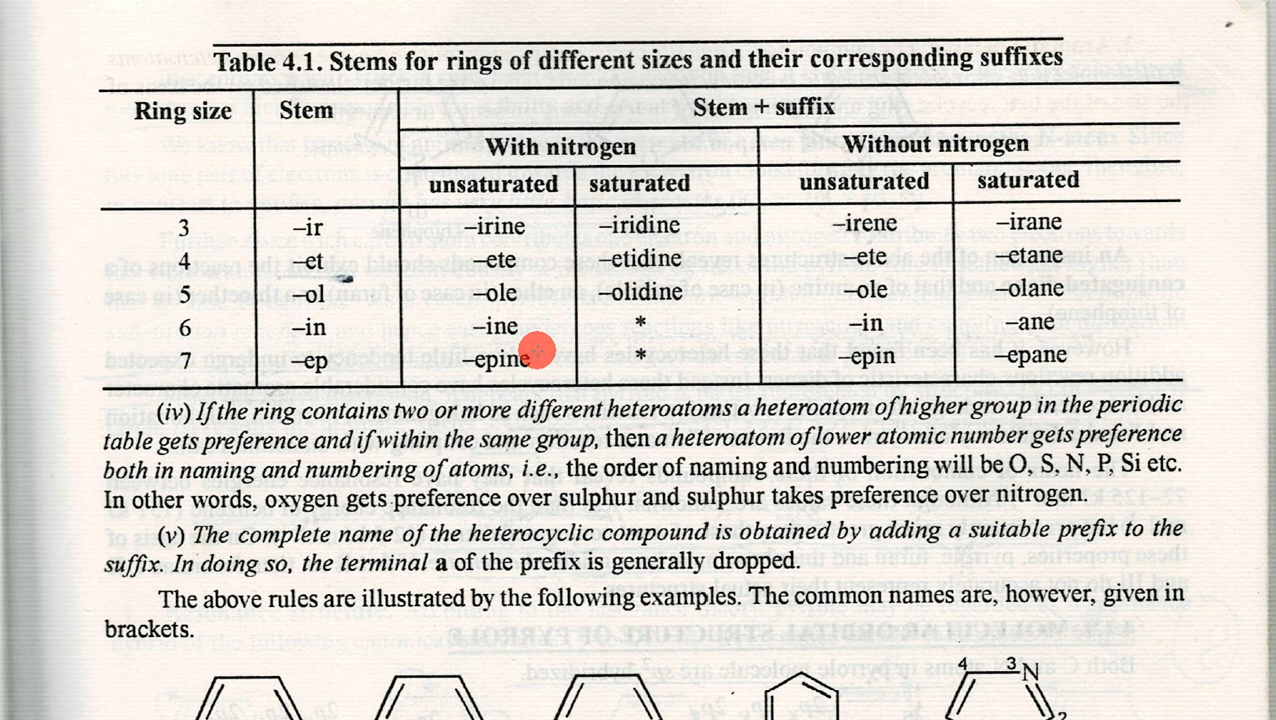 Table 4.1. Stems for rings of different sizes and their corresponding suffixes
Ring size Stem Stem + suffix
With nitrogen Without nitrogen
unsaturated saturated unsaturated saturated
3 –ir –irine –iridine –irene –irane
4 –et –ete –etidine –ete –etane
5 –ol –ole –olidine –ole –olane
6 –in –ine * –in –ane
7 –ep –epine * –epin –epane
(iv) If the ring contains two or more different heteroatoms a heteroatom of higher group in the periodic
table gets preference and if within the same group, then a heteroatom of lower atomic number gets preference
both in naming and numbering of atoms, i.e., the order of naming and numbering will be O, S, N, P, Si etc.
In other words, oxygen gets preference over sulphur and sulphur takes preference over nitrogen.
(v) The complete name of the heterocyclic compound is obtained by adding a suitable prefix to the
suffix. In doing so, the terminal a of the prefix is generally dropped.
The above rules are illustrated by the following examples. The common names are, however, given in
brackets.
4 3 N
2